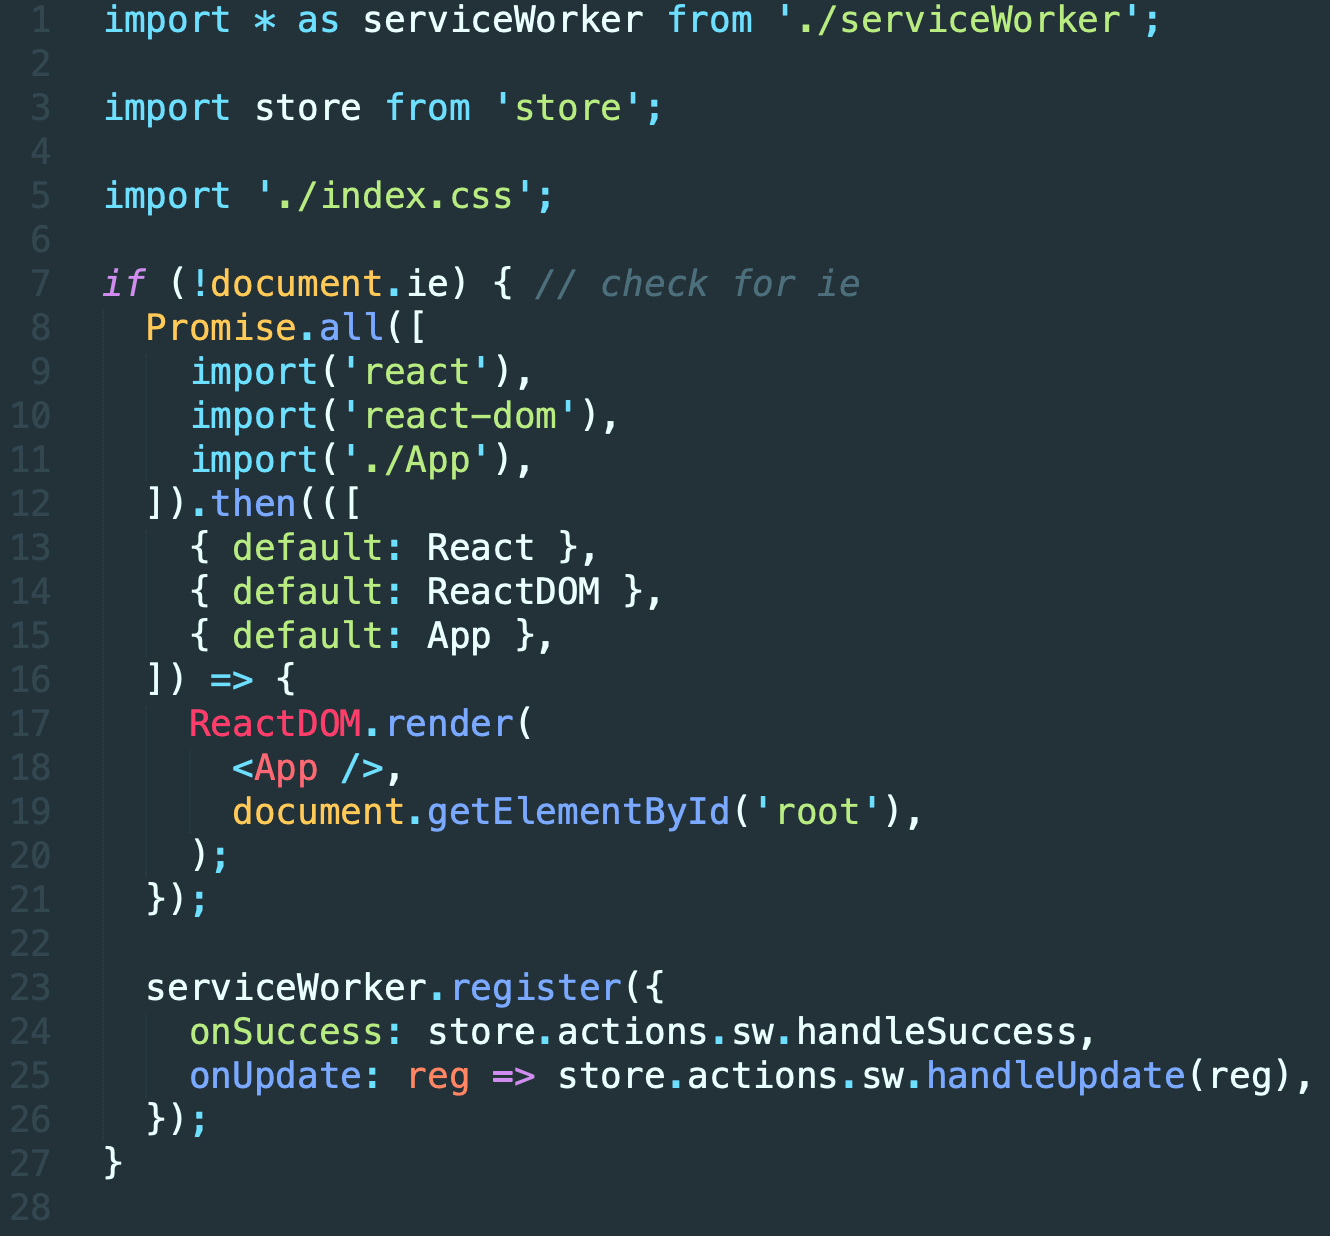 1 import * as serviceWorker from './serviceWorker';
2
3 import store from 'store';
4
5 import './index.css';
6
7 if (!document.ie) { // check for ie
8   Promise.all([
9     import('react'),
10     import('react-dom'),
11     import('./App'),
12   ]).then(([
13     { default: React },
14     { default: ReactDOM },
15     { default: App },
16   ]) => {
17     ReactDOM.render(
18       <App />,
19       document.getElementById('root'),
20     );
21   });
22
23   serviceWorker.register({
24     onSuccess: store.actions.sw.handleSuccess,
25     onUpdate: reg => store.actions.sw.handleUpdate(reg),
26   });
27 }
28